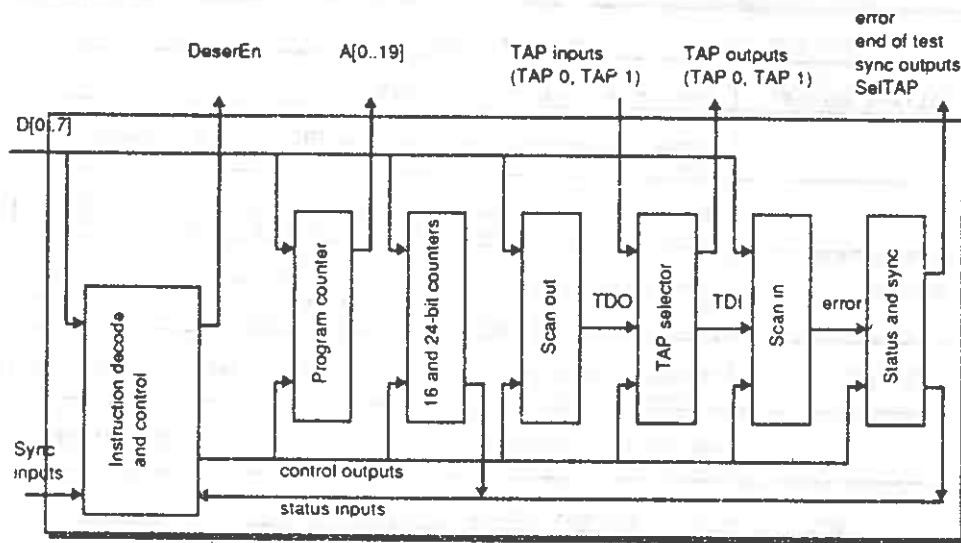 error
end of test
sync outputs
SelTAP
DeserEn
A[0..19]
TAP inputs
(TAP 0, TAP 1)
TAP outputs
(TAP 0, TAP 1)
D[0..7]
Instruction decode
and control
Program counter
16 and 24-bit counters
Scan out
TDO
TAP selector
TDI
Scan in
error
Status and sync
Sync
inputs
control outputs
status inputs